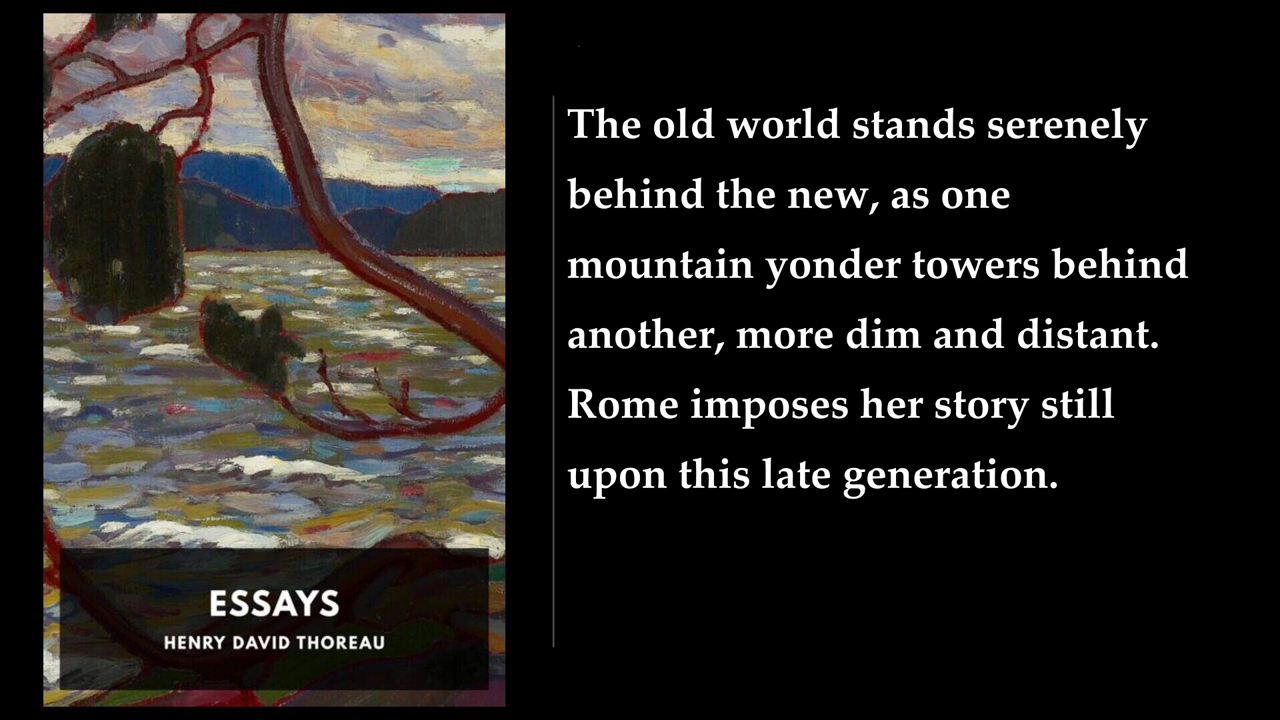 The old world stands serenely
behind the new, as one
mountain yonder towers behind
another, more dim and distant.
Rome imposes her story still
upon this late generation.
ESSAYS
HENRY DAVID THOREAU